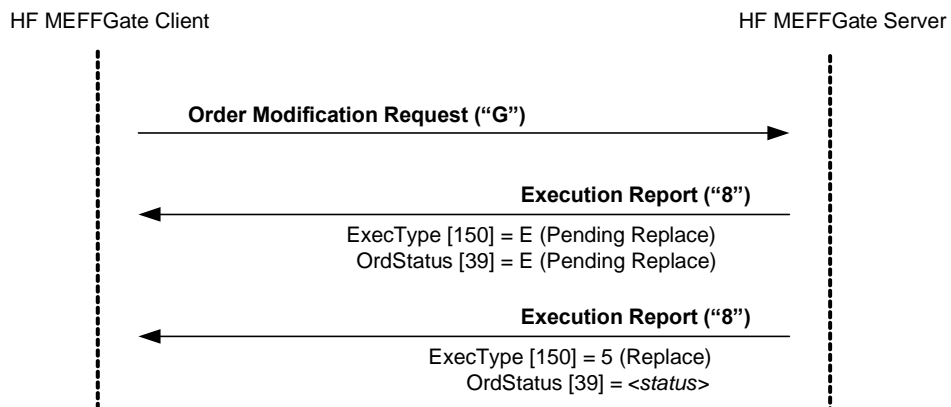 HF MEFFGate Client
HF MEFFGate Server
Order Modification Request (“G”)
Execution Report (“8”)
ExecType [150] = E (Pending Replace)
OrdStatus [39] = E (Pending Replace)
Execution Report (“8”)
ExecType [150] = 5 (Replace)
OrdStatus [39] = <status>